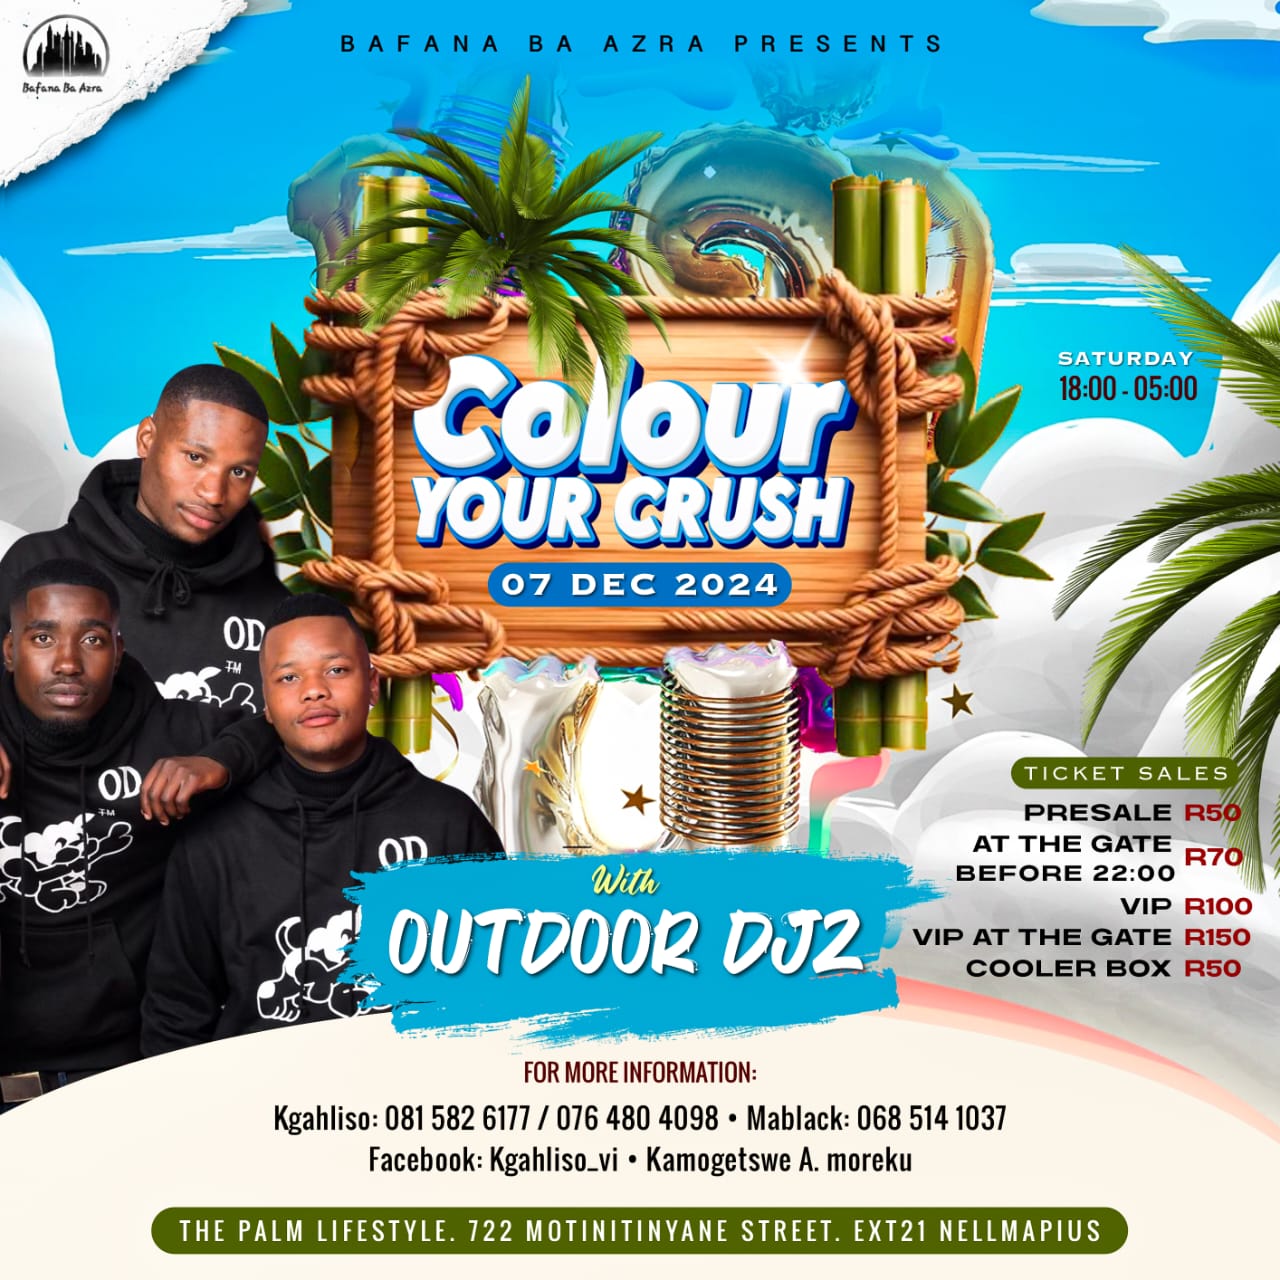 Bafana Ba Azra
BAFANA BA AZRA PRESENTS
Colour
YOUR CRUSH
07 DEC 2024
SATURDAY
18:00 - 05:00
OD
TM
OD
TM
OD
TICKET SALES
PRESALE R50
AT THE GATE
BEFORE 22:00 R70
VIP R100
VIP AT THE GATE R150
COOLER BOX R50
With
OUTDOOR DJZ
FOR MORE INFORMATION:
Kgahliso: 081 582 6177 / 076 480 4098 • Mablack: 068 514 1037
Facebook: Kgahliso_vi • Kamogetswe A. moreku
THE PALM LIFESTYLE. 722 MOTINITINYANE STREET. EXT21 NELLMAPIUS